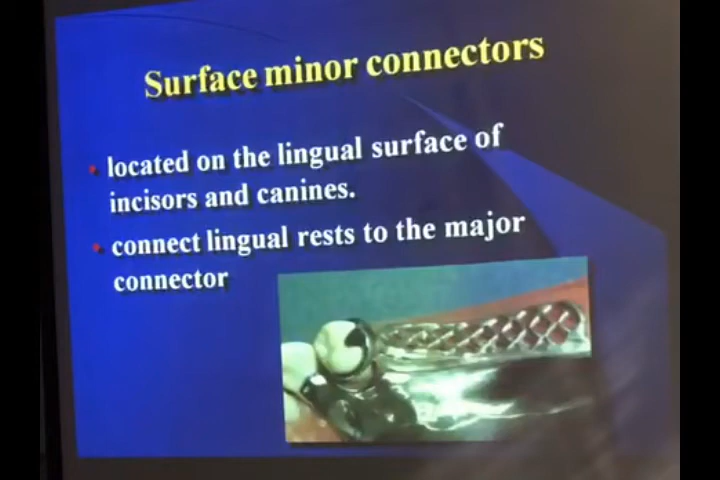 Surface minor connectors
• located on the lingual surface of
incisors and canines.
• connect lingual rests to the major
connector